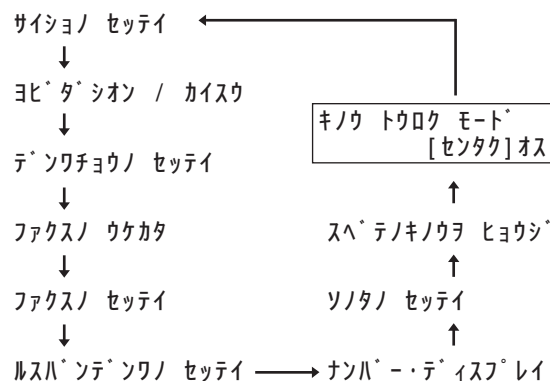 サイショノ セッテイ
ヨビダシオン / カイスウ
デンワチョウノ セッテイ
ファクスノ ウケカタ
ファクスノ セッテイ
ルスバンデンワノ セッテイ
ナンバー・ディスプレイ
ソノタノ セッテイ
スベテノキノウヲ ヒョウジ
キノウ トウロク モード
[センタク]オス